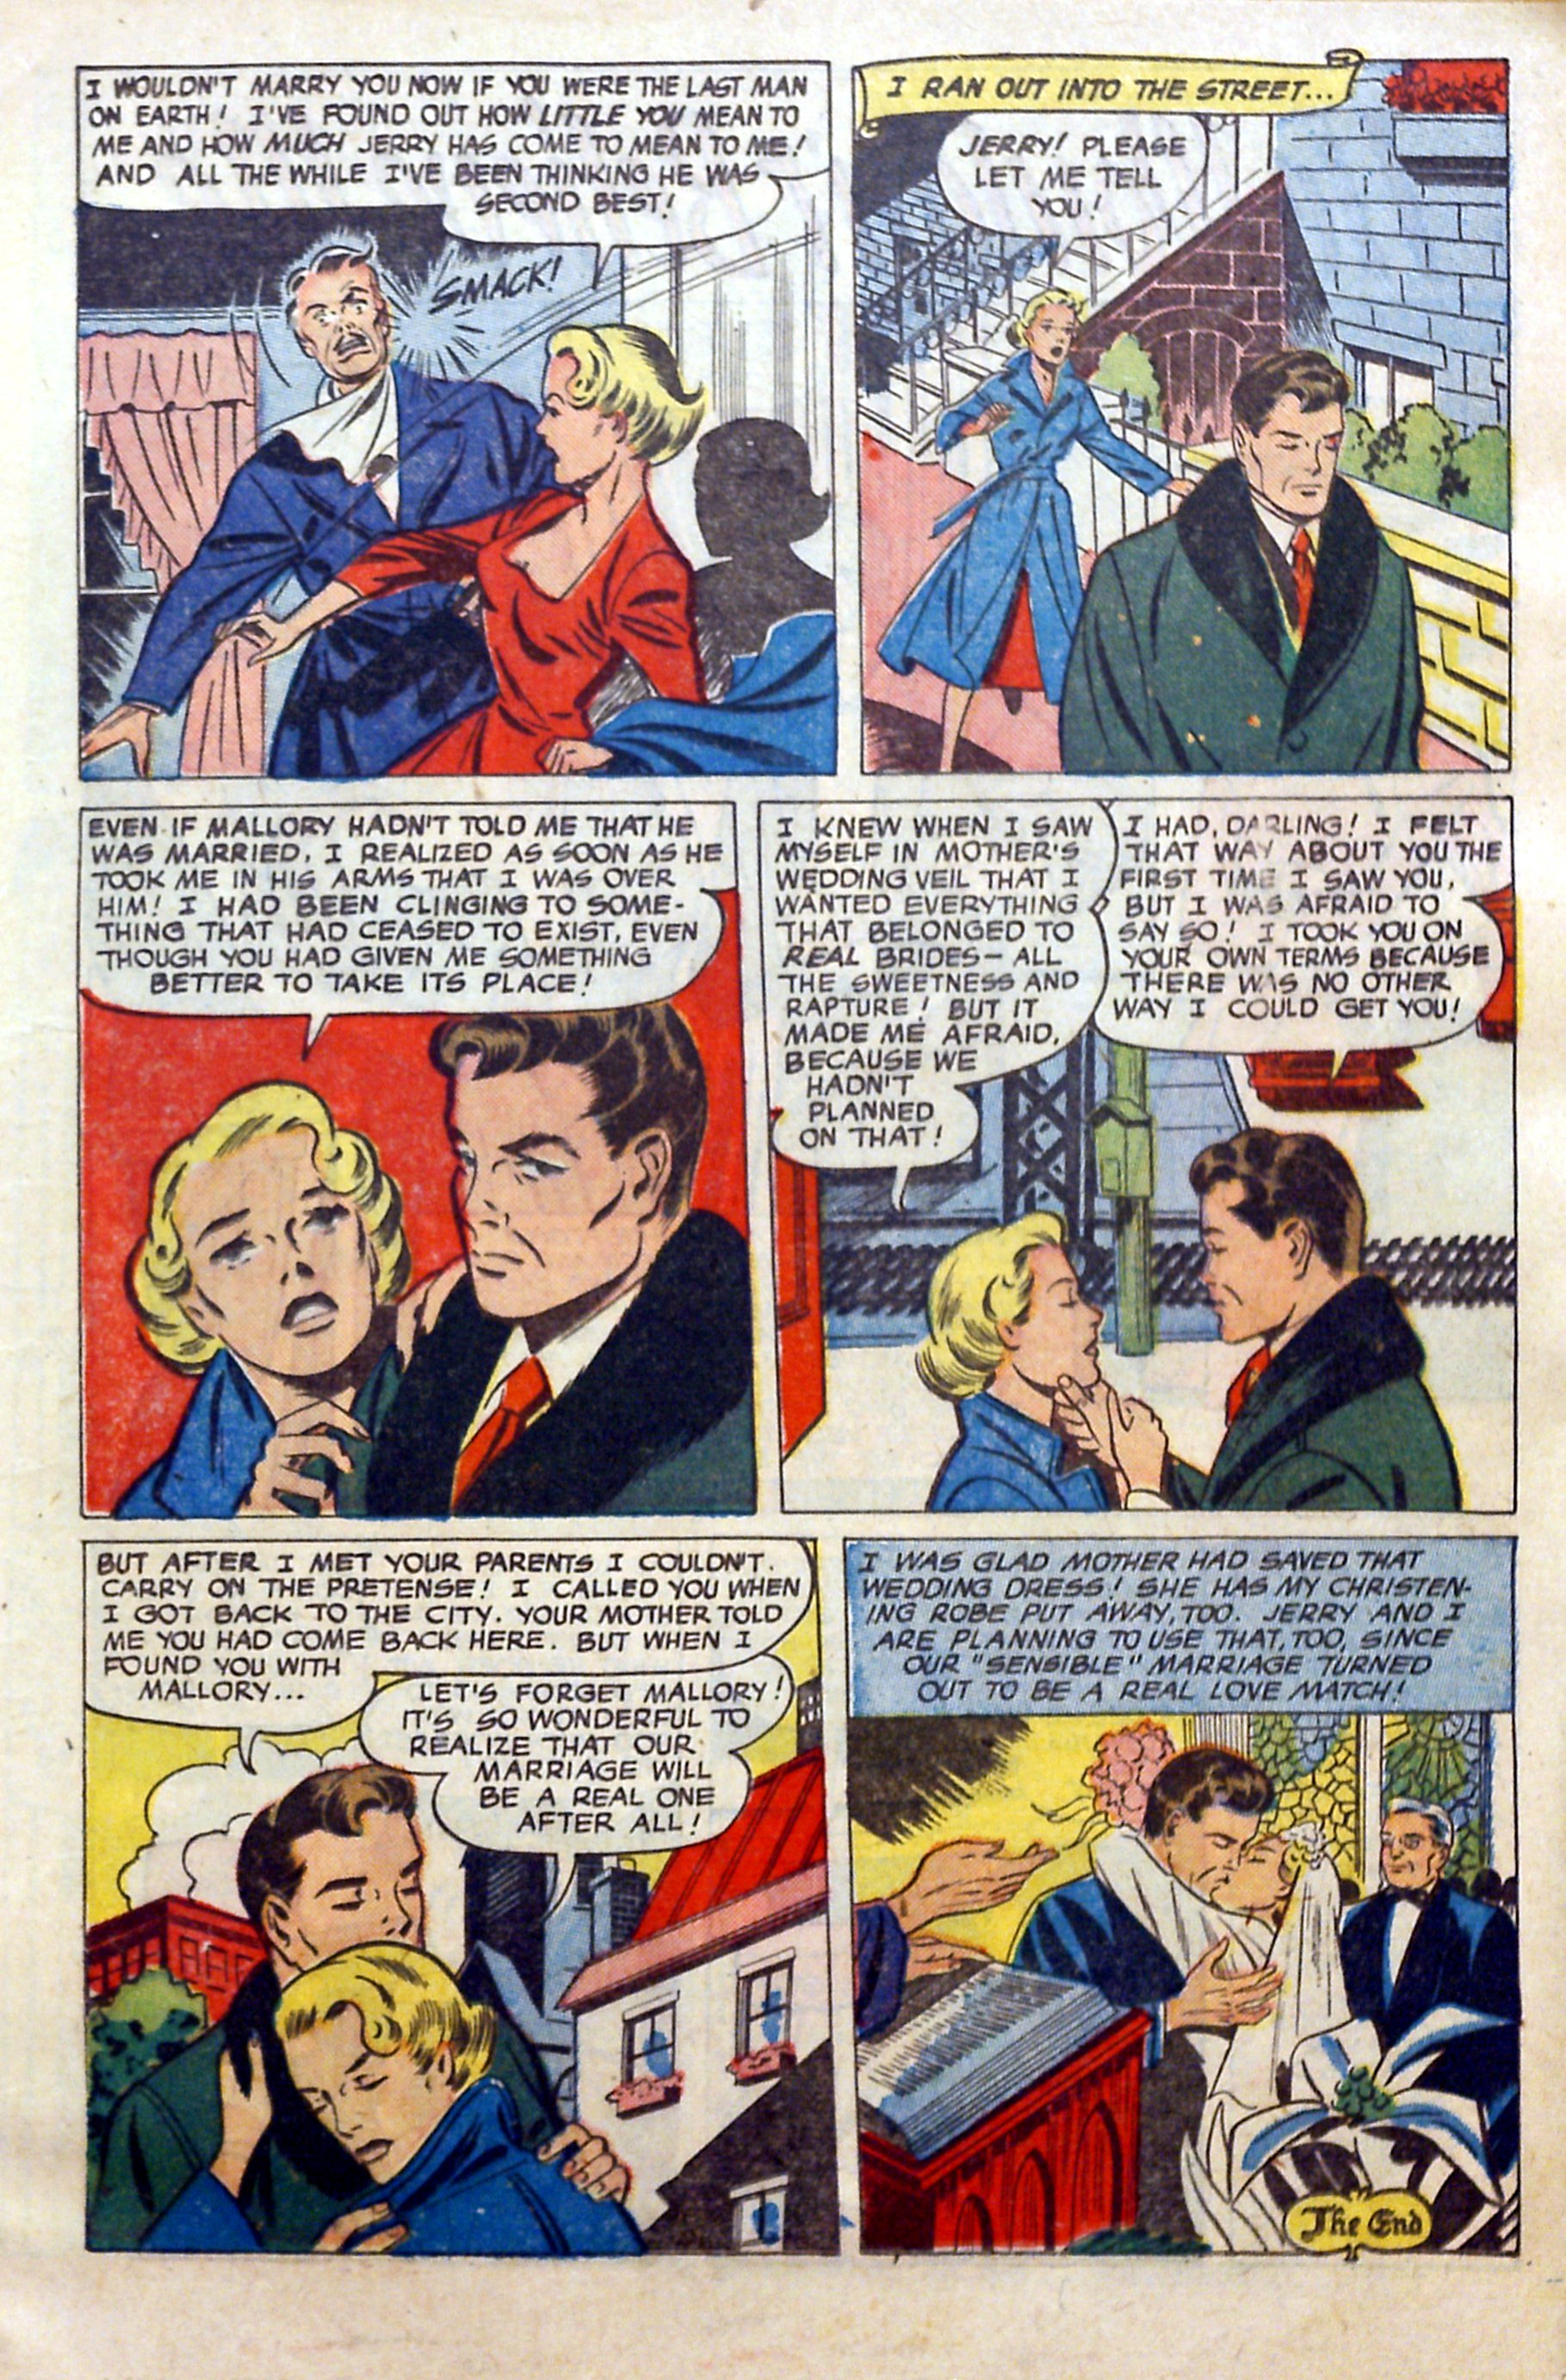 I WOULDN'T MARRY YOU NOW IF YOU WERE THE LAST MAN
ON EARTH! I'VE FOUND OUT HOW LITTLE YOU MEAN TO
ME AND HOW MUCH JERRY HAS COME TO MEAN TO ME!
AND ALL THE WHILE I'VE BEEN THINKING HE WAS
SECOND BEST!
SMACK!
I RAN OUT INTO THE STREET...
JERRY! PLEASE
LET ME TELL
YOU!
EVEN IF MALLORY HADN'T TOLD ME THAT HE
WAS MARRIED, I REALIZED AS SOON AS HE
TOOK ME IN HIS ARMS THAT I WAS OVER
HIM! I HAD BEEN CLINGING TO SOME-
THING THAT HAD CEASED TO EXIST, EVEN
THOUGH YOU HAD GIVEN ME SOMETHING
BETTER TO TAKE ITS PLACE!
I KNEW WHEN I SAW
MYSELF IN MOTHER'S
WEDDING VEIL THAT I
WANTED EVERYTHING
THAT BELONGED TO
REAL BRIDES- ALL
THE SWEETNESS AND
RAPTURE! BUT IT
MADE ME AFRAID,
BECAUSE WE
HADN'T
PLANNED
ON THAT!
I HAD, DARLING! I FELT
THAT WAY ABOUT YOU THE
FIRST TIME I SAW YOU,
BUT I WAS AFRAID TO
SAY SO! I TOOK YOU ON
YOUR OWN TERMS BECAUSE
THERE WAS NO OTHER
WAY I COULD GET YOU!
BUT AFTER I MET YOUR PARENTS I COULDN'T
CARRY ON THE PRETENSE! I CALLED YOU WHEN
I GOT BACK TO THE CITY. YOUR MOTHER TOLD
ME YOU HAD COME BACK HERE. BUT WHEN I
FOUND YOU WITH
MALLORY...
LET'S FORGET MALLORY!
IT'S SO WONDERFUL TO
REALIZE THAT OUR
MARRIAGE WILL
BE A REAL ONE
AFTER ALL!
I WAS GLAD MOTHER HAD SAVED THAT
WEDDING DRESS! SHE HAS MY CHRISTEN-
ING ROBE PUT AWAY, TOO. JERRY AND I
ARE PLANNING TO USE THAT, TOO, SINCE
OUR "SENSIBLE" MARRIAGE TURNED
OUT TO BE A REAL LOVE MATCH!
The End